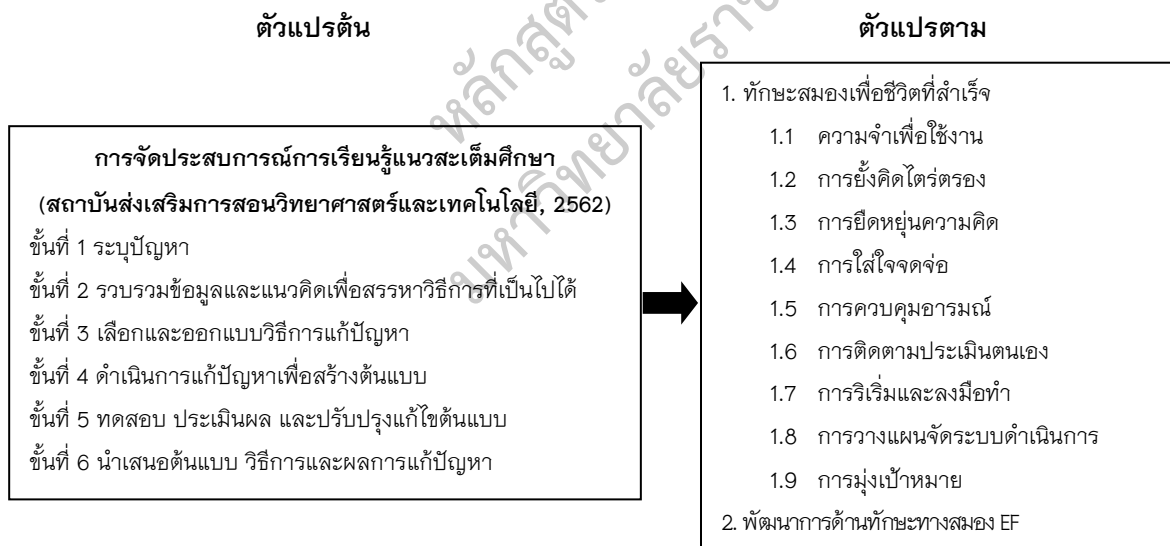 ตัวแปรต้น
ตัวแปรตาม
การจัดประสบการณ์การเรียนรู้แนวสะเต็มศึกษา
(สถาบันส่งเสริมการสอนวิทยาศาสตร์และเทคโนโลยี, 2562)
ขั้นที่ 1 ระบุปัญหา
ขั้นที่ 2 รวบรวมข้อมูลและแนวคิดเพื่อสรรหาวิธีการที่เป็นไปได้
ขั้นที่ 3 เลือกและออกแบบวิธีการแก้ปัญหา
ขั้นที่ 4 ดำเนินการแก้ปัญหาเพื่อสร้างต้นแบบ
ขั้นที่ 5 ทดสอบ ประเมินผล และปรับปรุงแก้ไขต้นแบบ
ขั้นที่ 6 นำเสนอต้นแบบ วิธีการและผลการแก้ปัญหา
1. ทักษะสมองเพื่อชีวิตที่สำเร็จ
1.1 ความจำเพื่อใช้งาน
1.2 การยั้งคิดไตร่ตรอง
1.3 การยืดหยุ่นความคิด
1.4 การใส่ใจจดจ่อ
1.5 การควบคุมอารมณ์
1.6 การติดตามประเมินตนเอง
1.7 การริเริ่มและลงมือทำ
1.8 การวางแผนจัดระบบดำเนินการ
1.9 การมุ่งเป้าหมาย
2. พัฒนาการด้านทักษะทางสมอง EF
หลักสูตร
มหาวิทยาลัยราช